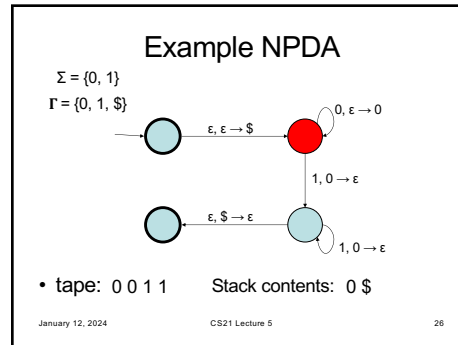 Example NPDA
Σ = {0, 1}
Γ = {0, 1, $}
ε, ε → $
0, ε → 0
1, 0 → ε
ε, $ → ε
1, 0 → ε
• tape: 0 0 1 1 Stack contents: 0 $
January 12, 2024 CS21 Lecture 5 26